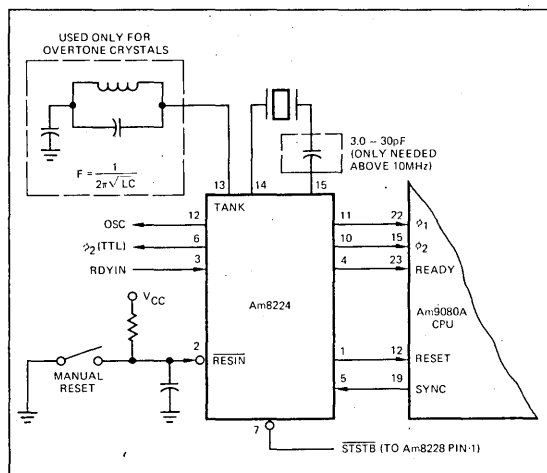 USED ONLY FOR
OVERTONE CRYSTALS
F = 1 / 2π√LC
3.0 – 30pF
(ONLY NEEDED
ABOVE 10MHz)
13 14 15
TANK
OSC 12 11 22 ϕ1
ϕ2 (TTL) 6 10 15 ϕ2
RDYIN 3 4 23 READY
Am8224
Am9080A
CPU
VCC
2 RESIN
MANUAL
RESET
1 12 RESET
5 19 SYNC
7
STSTB (TO Am8228 PIN 1)